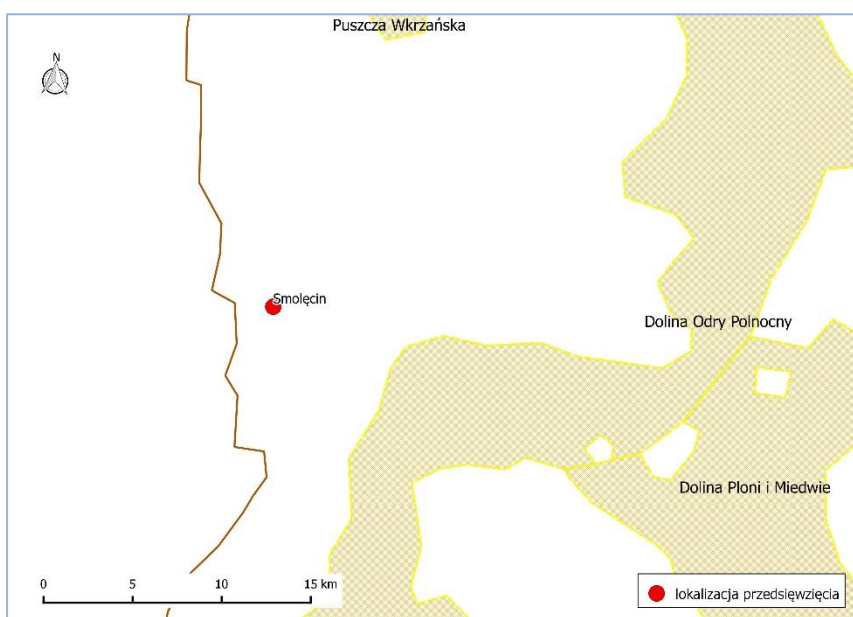 Puszcza Wkrzańska
N
Smolęcin
Dolina Odry Polnocny
Dolina Ploni i Miedwie
0 5 10 15 km
lokalizacja przedsięwzięcia